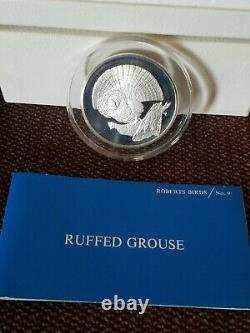 ROBERTS BIRDS / No. 9
RUFFED GROUSE